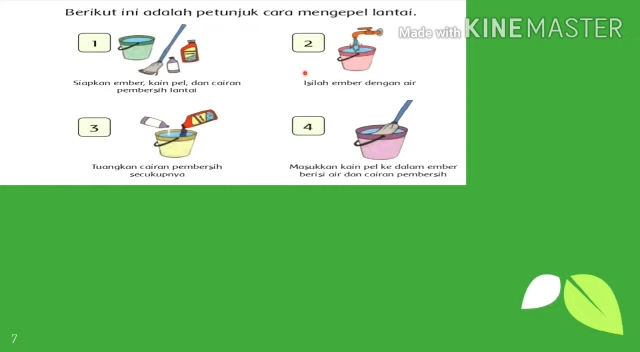 Berikut ini adalah petunjuk cara mengepel lantai.
Made with KINEMASTER
1
2
Siapkan ember, kain pel, dan cairan
pembersih lantai
Isilah ember dengan air
3
4
Tuangkan cairan pembersih
secukupnya
Masukkan kain pel ke dalam ember
berisi air dan cairan pembersih
7